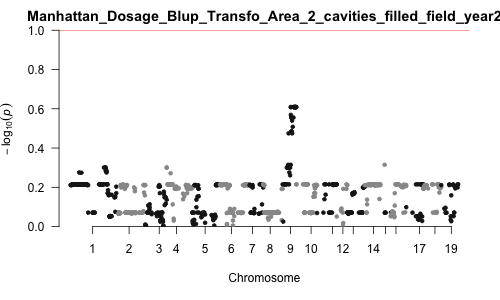 Manhattan_Dosage_Blup_Transfo_Area_2_cavities_filled_field_year2
− log10(p)
1.0
0.8
0.6
0.4
0.2
0.0
1 2 3 4 5 6 7 8 9 10 12 14 17 19
Chromosome